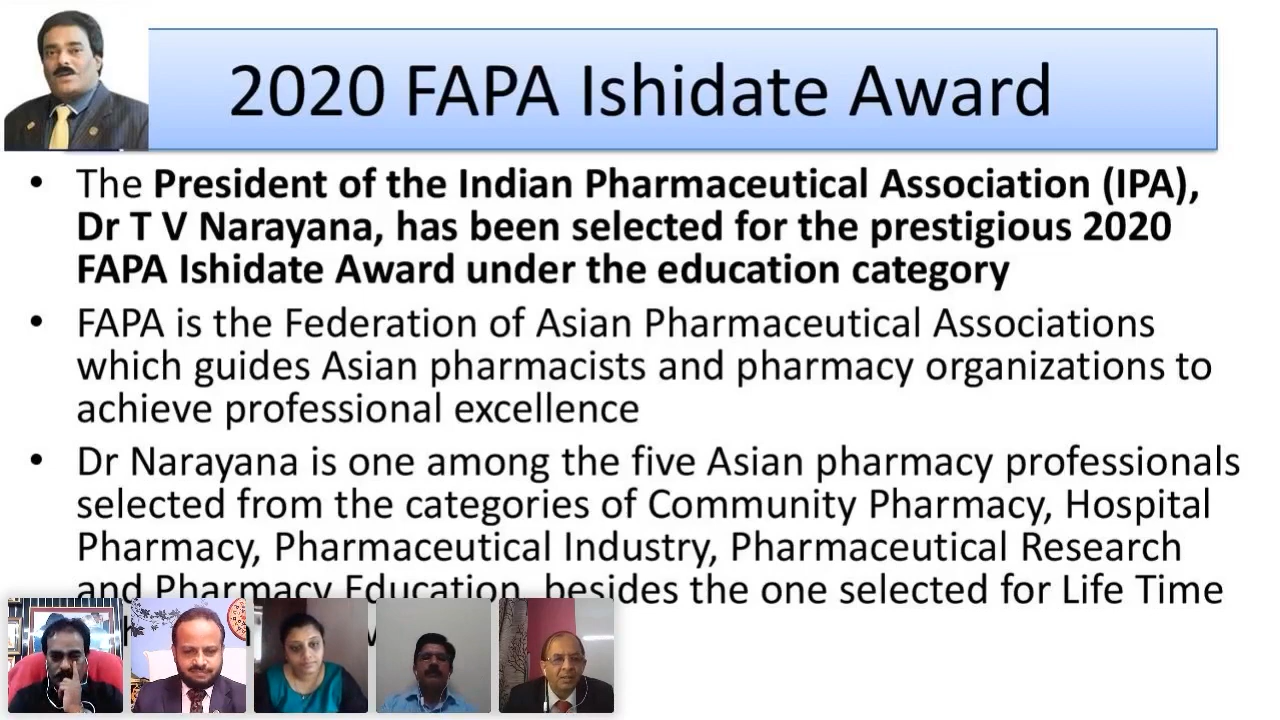 2020 FAPA Ishidate Award
• The President of the Indian Pharmaceutical Association (IPA),
Dr T V Narayana, has been selected for the prestigious 2020
FAPA Ishidate Award under the education category
• FAPA is the Federation of Asian Pharmaceutical Associations
which guides Asian pharmacists and pharmacy organizations to
achieve professional excellence
• Dr Narayana is one among the five Asian pharmacy professionals
selected from the categories of Community Pharmacy, Hospital
Pharmacy, Pharmaceutical Industry, Pharmaceutical Research
and Pharmacy Education, besides the one selected for Life Time